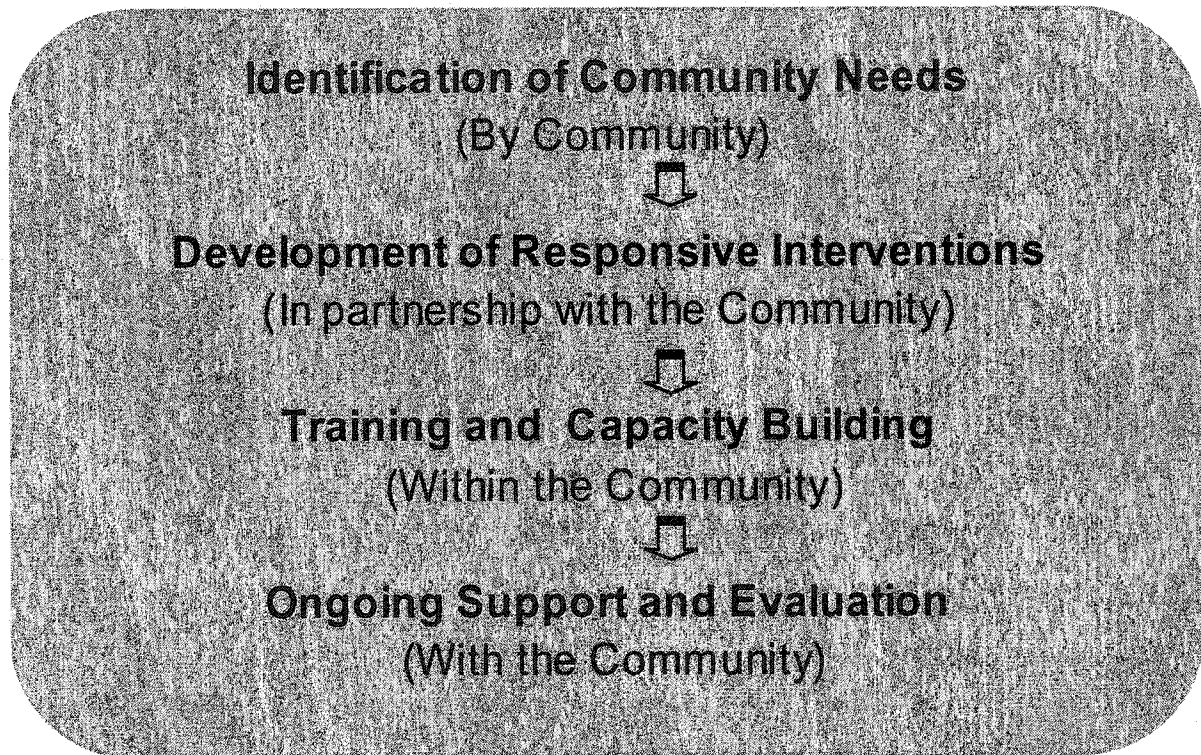 Identification of Community Needs
(By Community)
Development of Responsive Interventions
(In partnership with the Community)
Training and Capacity Building
(Within the Community)
Ongoing Support and Evaluation
(With the Community)